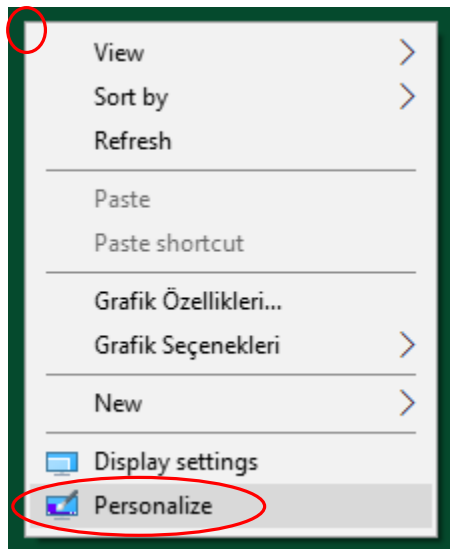 View
Sort by
Refresh
Paste
Paste shortcut
Grafik Özellikleri...
Grafik Seçenekleri
New
Display settings
Personalize